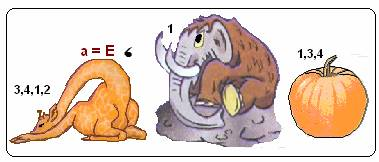 3,4,1,2
a = E ‘
1
1,3,4